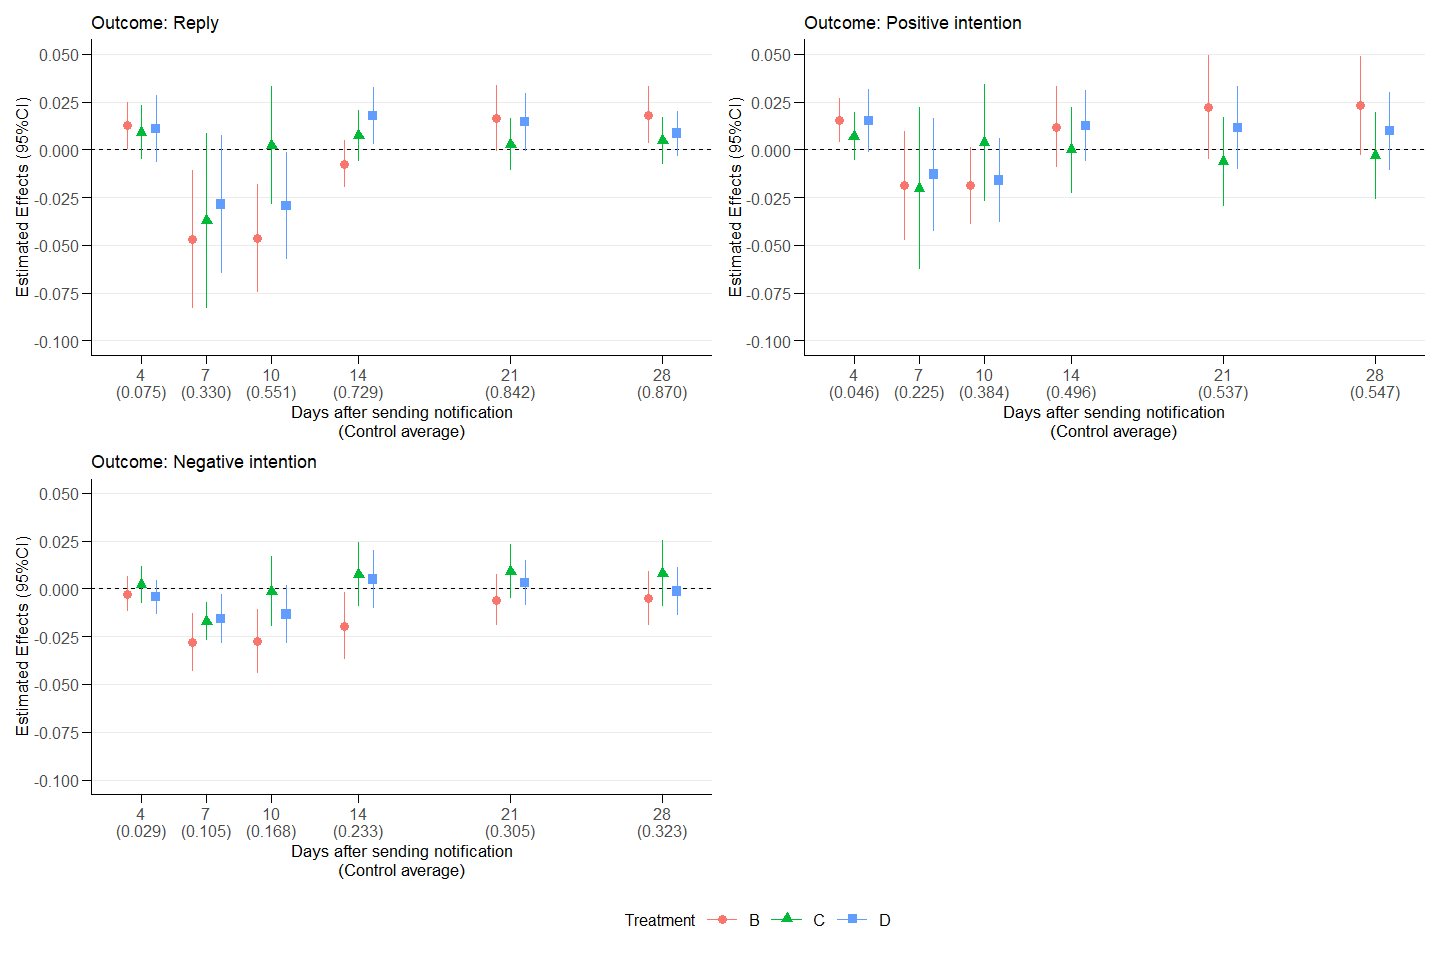 Outcome: Reply
Estimated Effects (95%CI)
0.050
0.025
0.000
-0.025
-0.050
-0.075
-0.100
4 7 10 14 21 28
(0.075) (0.330) (0.551) (0.729) (0.842) (0.870)
Days after sending notification
(Control average)
Outcome: Positive intention
Estimated Effects (95%CI)
0.050
0.025
0.000
-0.025
-0.050
-0.075
-0.100
4 7 10 14 21 28
(0.046) (0.225) (0.384) (0.496) (0.537) (0.547)
Days after sending notification
(Control average)
Outcome: Negative intention
Estimated Effects (95%CI)
0.050
0.025
0.000
-0.025
-0.050
-0.075
-0.100
4 7 10 14 21 28
(0.029) (0.105) (0.168) (0.233) (0.305) (0.323)
Days after sending notification
(Control average)
Treatment B C D